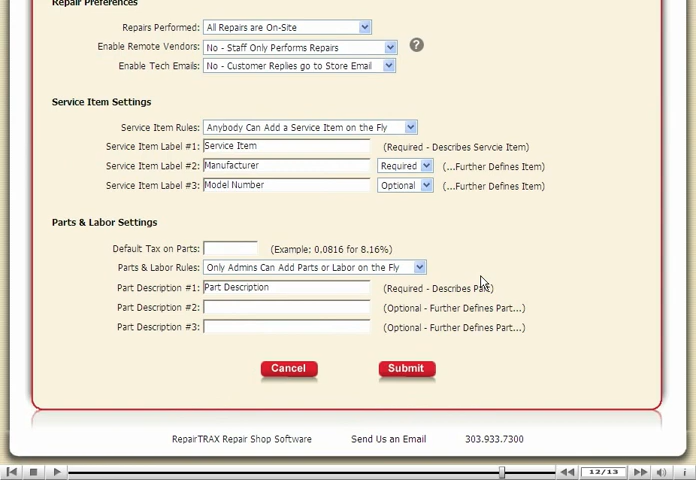 Repair Preferences
Repairs Performed: All Repairs are On-Site
Enable Remote Vendors: No - Staff Only Performs Repairs ?
Enable Tech Emails: No - Customer Replies go to Store Email
Service Item Settings
Service Item Rules: Anybody Can Add a Service Item on the Fly
Service Item Label #1: Service Item (Required - Describes Servcie Item)
Service Item Label #2: Manufacturer Required (...Further Defines Item)
Service Item Label #3: Model Number Optional (...Further Defines Item)
Parts & Labor Settings
Default Tax on Parts: (Example: 0.0816 for 8.16%)
Parts & Labor Rules: Only Admins Can Add Parts or Labor on the Fly
Part Description #1: Part Description (Required - Describes Part)
Part Description #2: (Optional - Further Defines Part...)
Part Description #3: (Optional - Further Defines Part...)
Cancel Submit
RepairTRAX Repair Shop Software Send Us an Email 303.933.7300
12/13 i